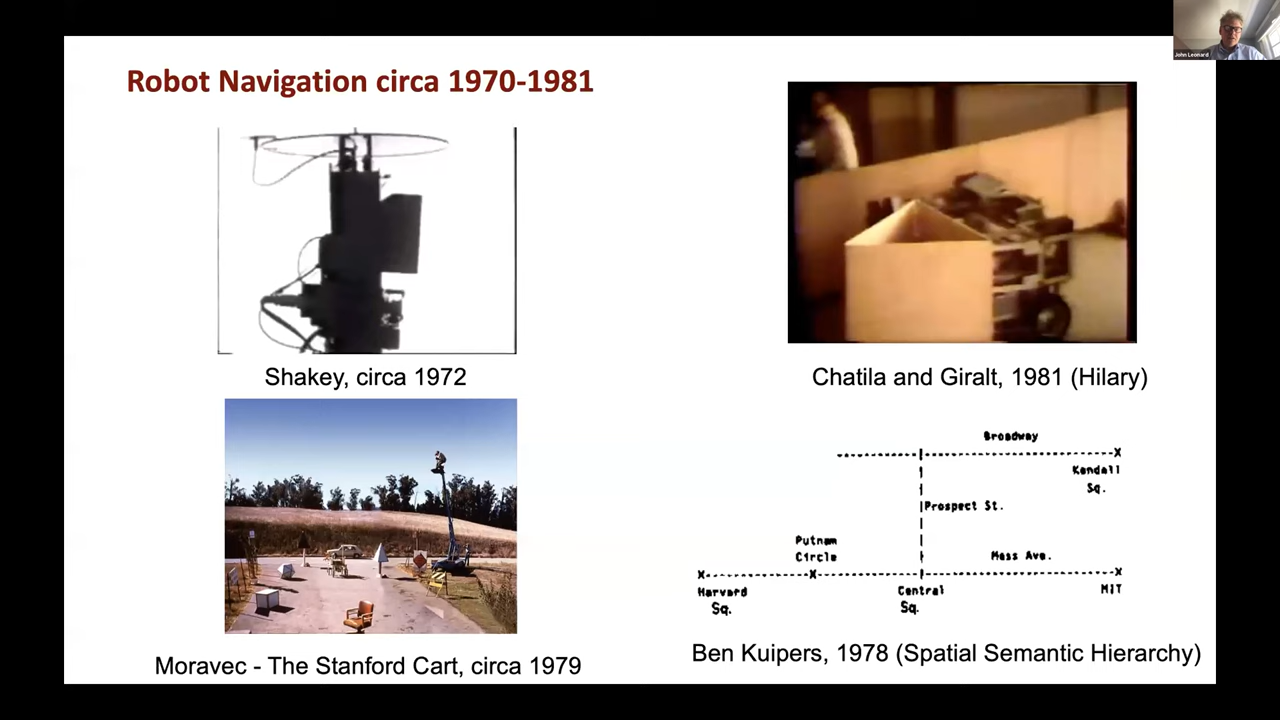 John Leonard
Robot Navigation circa 1970-1981
Shakey, circa 1972
Chatila and Giralt, 1981 (Hilary)
Moravec - The Stanford Cart, circa 1979
Broadway
Kendall
Sq.
Prospect St.
Putnam
Circle
Mass Ave.
Harvard
Sq.
Central
Sq.
MIT
Ben Kuipers, 1978 (Spatial Semantic Hierarchy)